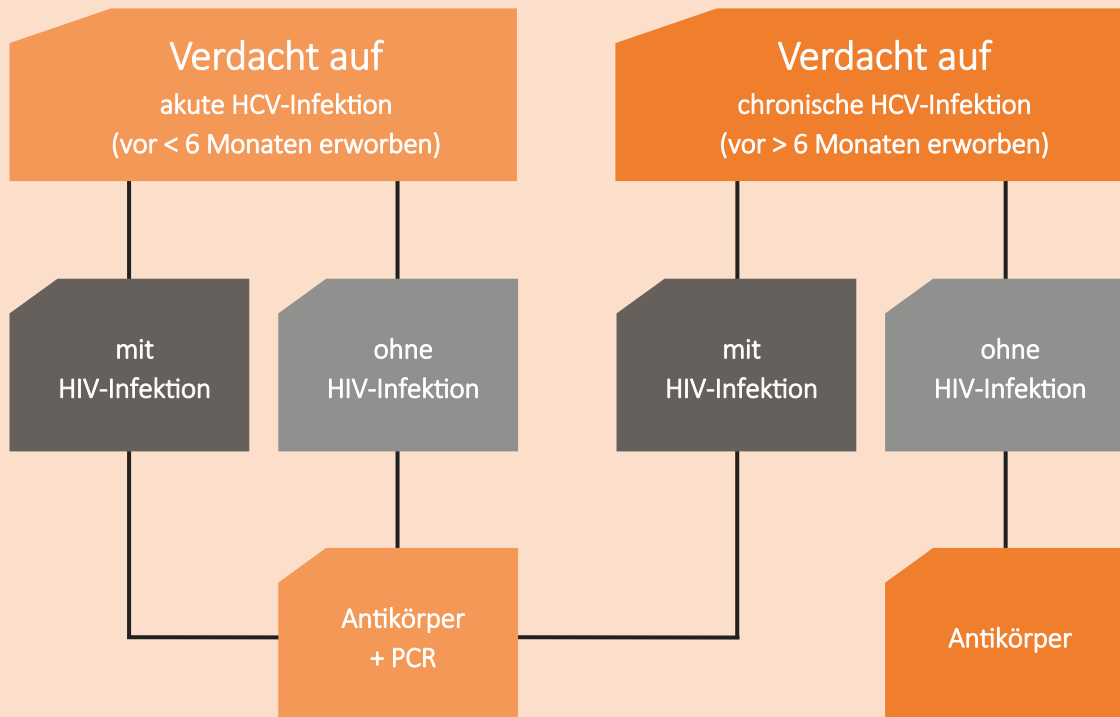 Verdacht auf
akute HCV-Infektion
(vor < 6 Monaten erworben)
Verdacht auf
chronische HCV-Infektion
(vor > 6 Monaten erworben)
mit
HIV-Infektion
ohne
HIV-Infektion
mit
HIV-Infektion
ohne
HIV-Infektion
Antikörper
+ PCR
Antikörper